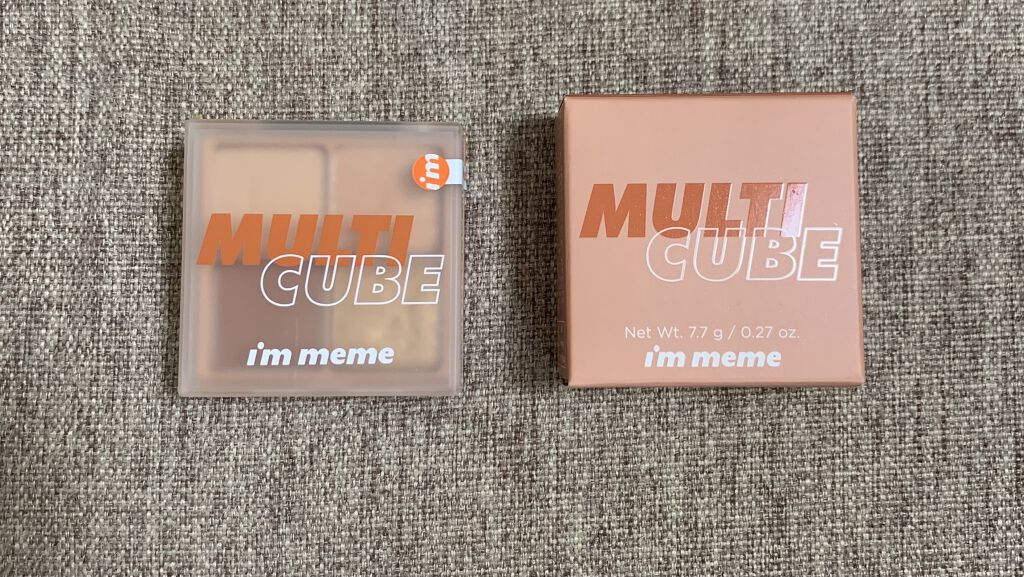 i'm
MULTI
CUBE
i'm meme
MULTI
CUBE
Net Wt. 7.7 g / 0.27 oz.
i'm meme